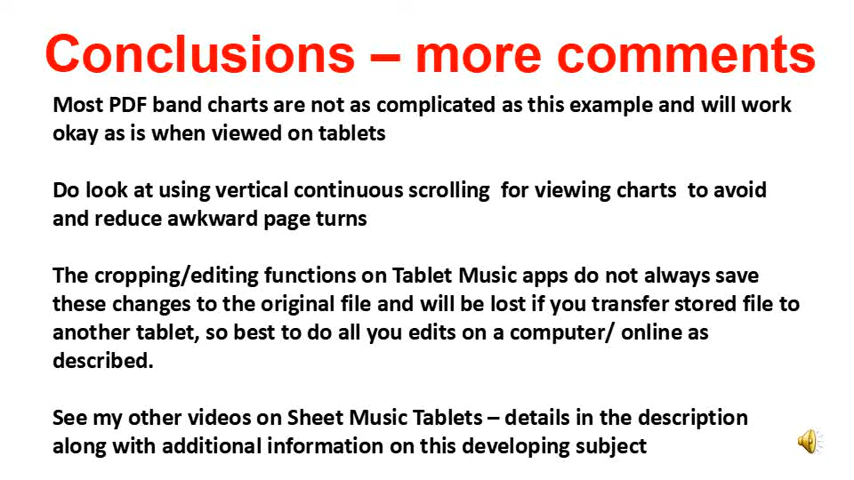 Conclusions – more comments
Most PDF band charts are not as complicated as this example and will work
okay as is when viewed on tablets
Do look at using vertical continuous scrolling  for viewing charts  to avoid
and reduce awkward page turns
The cropping/editing functions on Tablet Music apps do not always save
these changes to the original file and will be lost if you transfer stored file to
another tablet, so best to do all you edits on a computer/ online as
described.
See my other videos on Sheet Music Tablets – details in the description
along with additional information on this developing subject